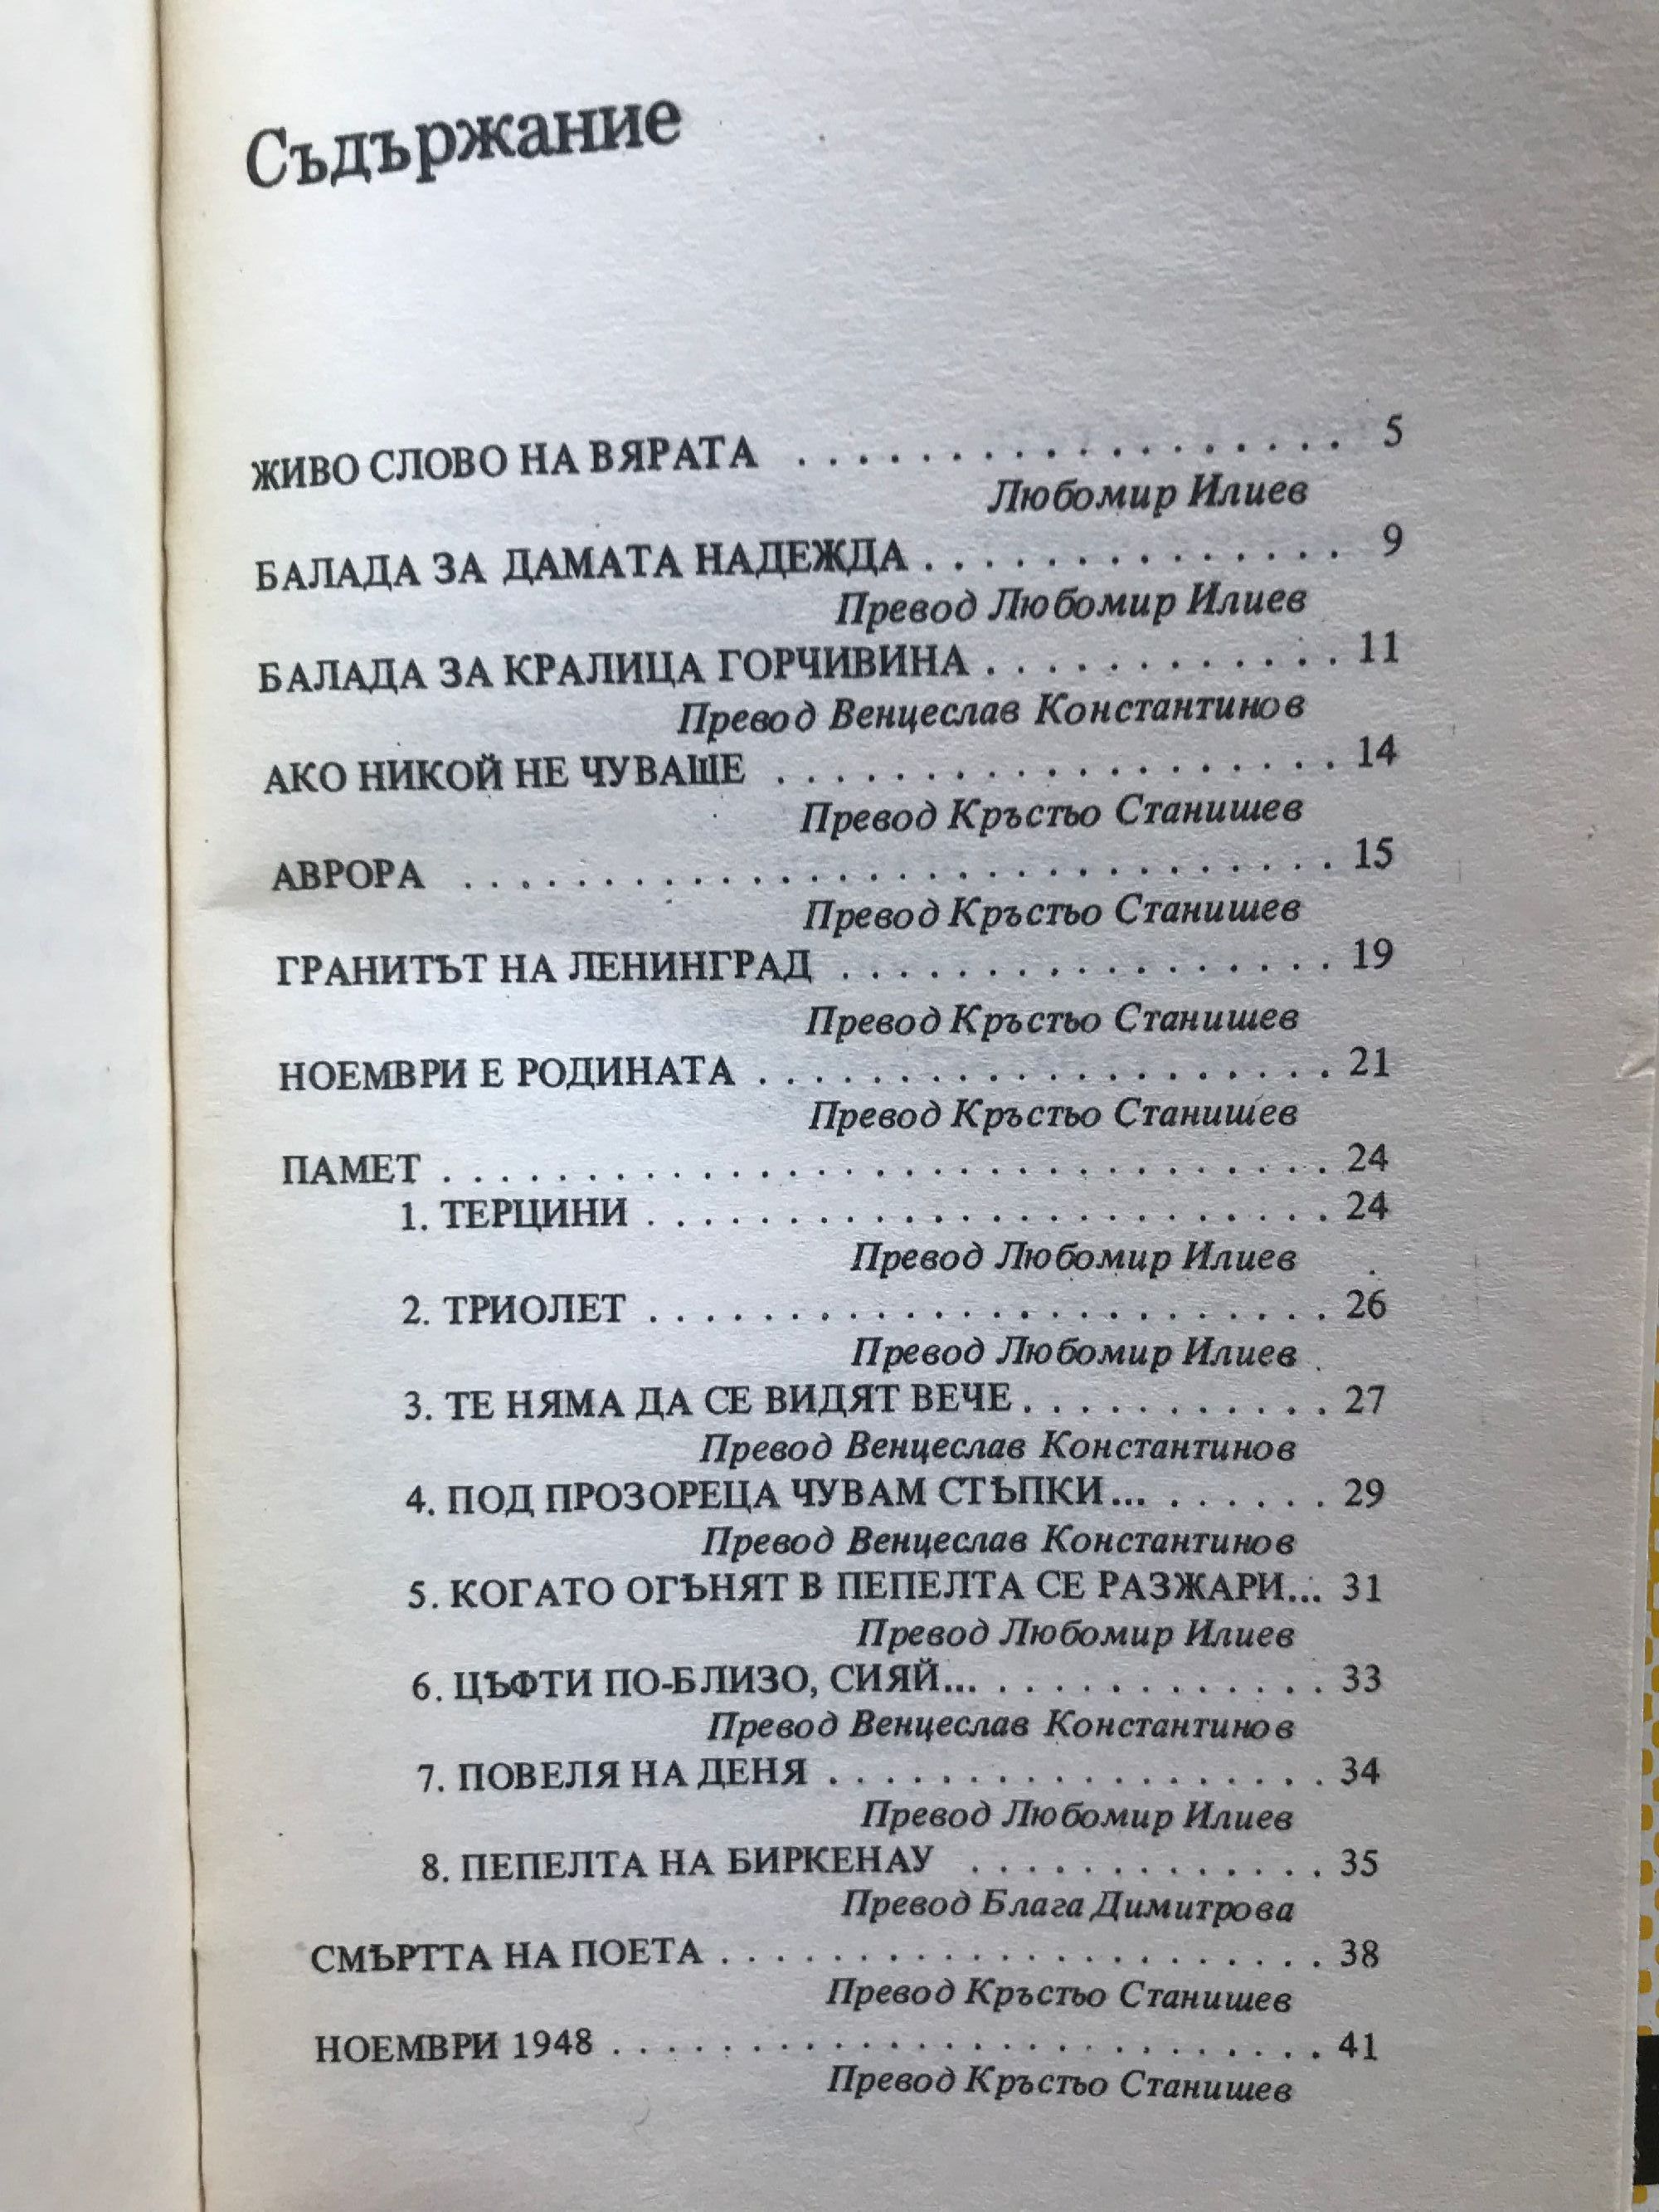 Съдържание
ЖИВО СЛОВО НА ВЯРАТА . . . . . . . . . . . . . . . . . . 5
Любомир Илиев
БАЛАДА ЗА ДАМАТА НАДЕЖДА . . . . . . . . . . . . . . 9
Превод Любомир Илиев
БАЛАДА ЗА КРАЛИЦА ГОРЧИВИНА . . . . . . . . . . . . 11
Превод Венцеслав Константинов
АКО НИКОЙ НЕ ЧУВАШЕ . . . . . . . . . . . . . . . . . . . 14
Превод Кръстьо Станишев
АВРОРА . . . . . . . . . . . . . . . . . . . . . . . . . . . . . . 15
Превод Кръстьо Станишев
ГРАНИТЪТ НА ЛЕНИНГРАД . . . . . . . . . . . . . . . . . 19
Превод Кръстьо Станишев
НОЕМВРИ Е РОДИНАТА . . . . . . . . . . . . . . . . . . . . 21
Превод Кръстьо Станишев
ПАМЕТ . . . . . . . . . . . . . . . . . . . . . . . . . . . . . . . 24
1. ТЕРЦИНИ . . . . . . . . . . . . . . . . . . . . . . . . 24
Превод Любомир Илиев
2. ТРИОЛЕТ . . . . . . . . . . . . . . . . . . . . . . . . 26
Превод Любомир Илиев
3. ТЕ НЯМА ДА СЕ ВИДЯТ ВЕЧЕ . . . . . . . . . . . 27
Превод Венцеслав Константинов
4. ПОД ПРОЗОРЕЦА ЧУВАМ СТЪПКИ... . . . . . . 29
Превод Венцеслав Константинов
5. КОГАТО ОГЪНЯТ В ПЕПЕЛТА СЕ РАЗЖАРИ... 31
Превод Любомир Илиев
6. ЦЪФТИ ПО-БЛИЗО, СИЯЙ... . . . . . . . . . . . . 33
Превод Венцеслав Константинов
7. ПОВЕЛЯ НА ДЕНЯ . . . . . . . . . . . . . . . . . . 34
Превод Любомир Илиев
8. ПЕПЕЛТА НА БИРКЕНАУ . . . . . . . . . . . . . 35
Превод Блага Димитрова
СМЪРТТА НА ПОЕТА . . . . . . . . . . . . . . . . . . . . . 38
Превод Кръстьо Станишев
НОЕМВРИ 1948 . . . . . . . . . . . . . . . . . . . . . . . . . . 41
Превод Кръстьо Станишев